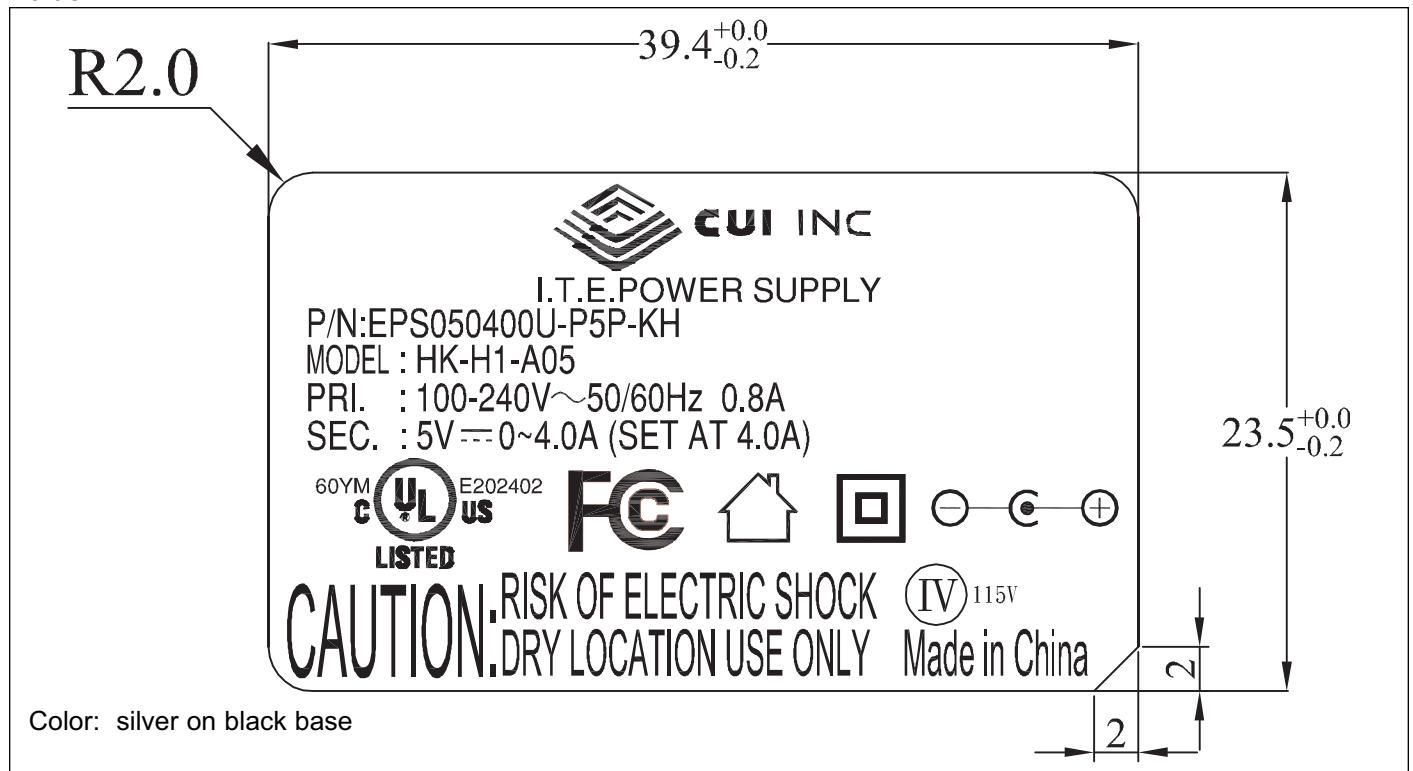 39.4 +0.0 -0.2
R2.0
CUI INC
I.T.E.POWER SUPPLY
P/N:EPS050400U-P5P-KH
MODEL : HK-H1-A05
PRI. : 100-240V～50/60Hz 0.8A
SEC. : 5V⎓0~4.0A (SET AT 4.0A)
23.5 +0.0 -0.2
60YM E202402
C UL US
LISTED
FC
CAUTION: RISK OF ELECTRIC SHOCK
DRY LOCATION USE ONLY
IV 115V
Made in China
2
2
Color: silver on black base